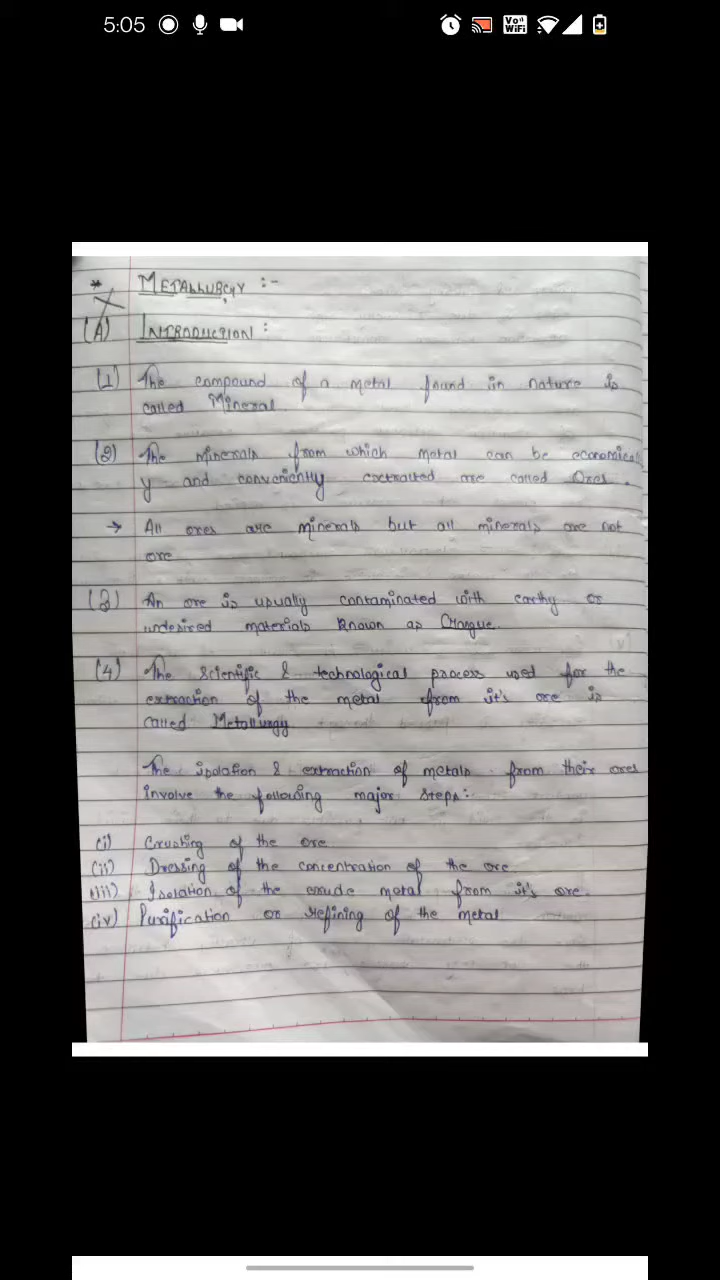 5:05
Vo))
WiFi
* METALLURGY :-
(A) INTRODUCTION :
(1) The compound of a metal found in nature is
called Mineral.
(2) The minerals from which metal can be economicall
y and conveniently extracted are called Ores.
→ All ores are minerals but all minerals are not
ore
(3) An ore is usually contaminated with earthy or
undesired materials known as Gangue.
(4) The scientific & technological process used for the
extraction of the metal from it's ore is
called Metallurgy
The isolation & extraction of metals from their ores
involve the following major steps:
(i) Crushing of the ore
(ii) Dressing of the concentration of the ore
(iii) Isolation of the crude metal from it's ore.
(iv) Purification or refining of the metal